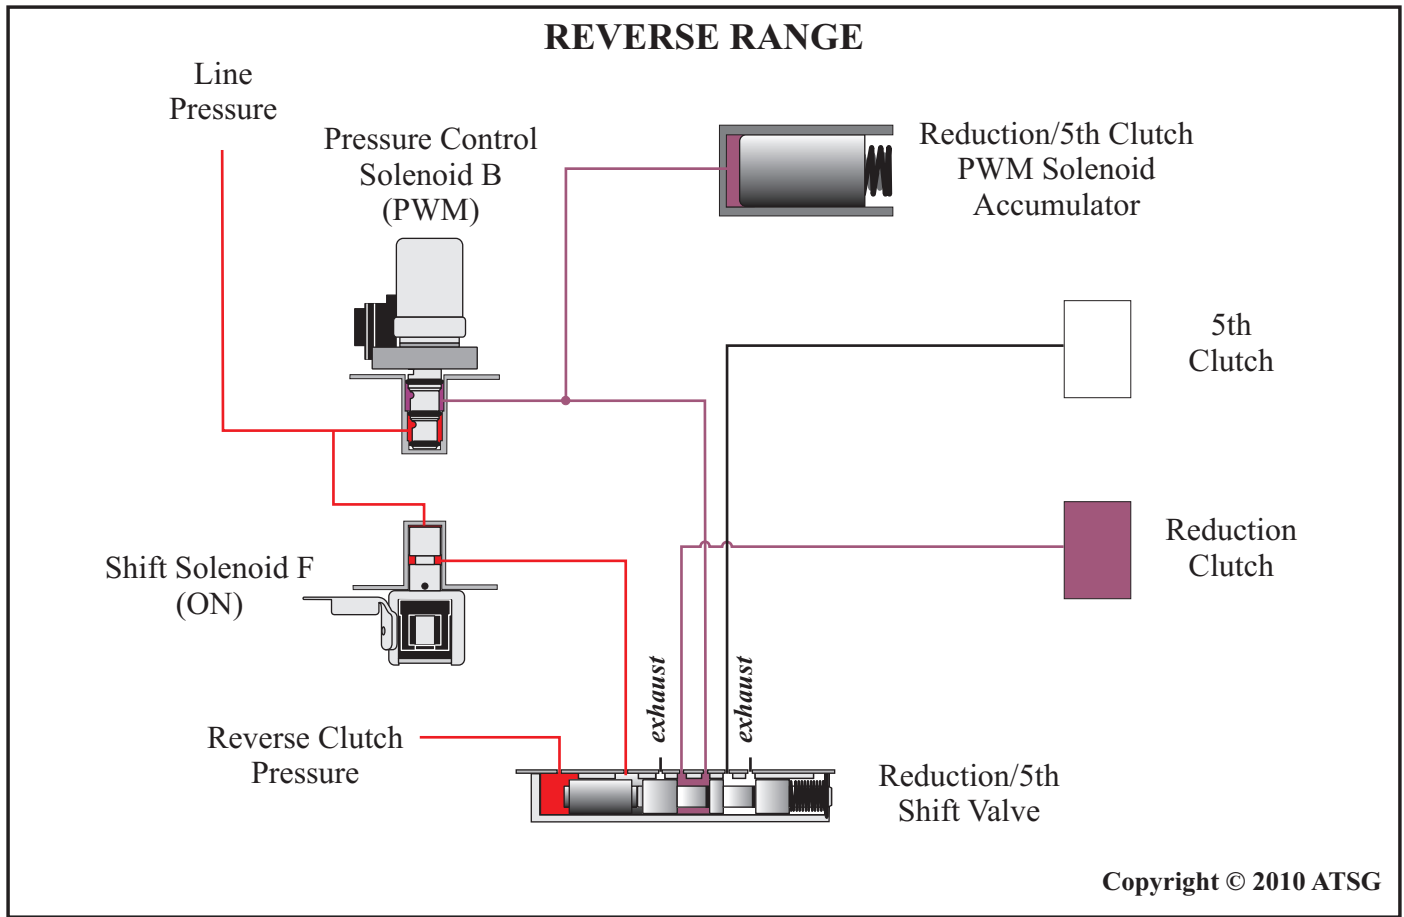 REVERSE RANGE
Line
Pressure
Pressure Control
Solenoid B
(PWM)
Reduction/5th Clutch
PWM Solenoid
Accumulator
5th
Clutch
Reduction
Clutch
Shift Solenoid F
(ON)
exhaust
exhaust
Reverse Clutch
Pressure
Reduction/5th
Shift Valve
Copyright © 2010 ATSG